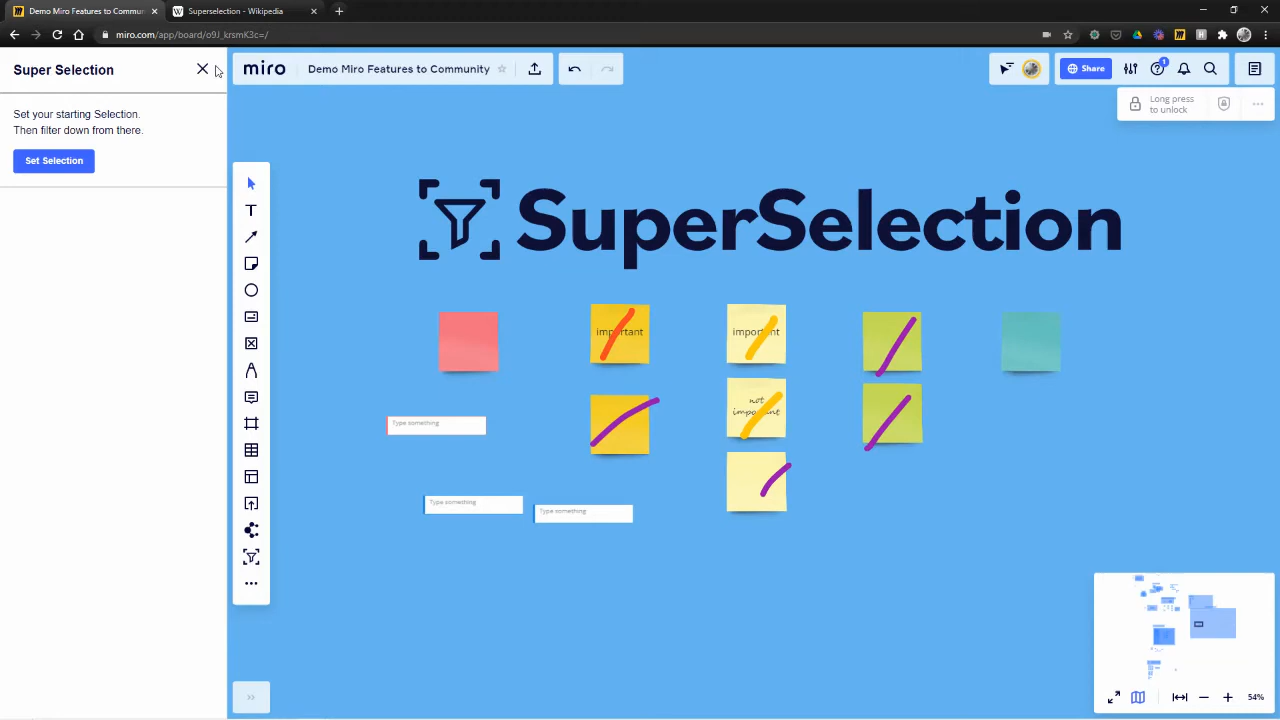 Demo Miro Features to Commun
Superselection - Wikipedia
miro.com/app/board/o9J_krsmK3c=/
Super Selection
miro
Demo Miro Features to Community
Share
1
Long press
to unlock
Set your starting Selection.
Then filter down from there.
Set Selection
SuperSelection
important
important
not
important
Type something
Type something
Type something
54%